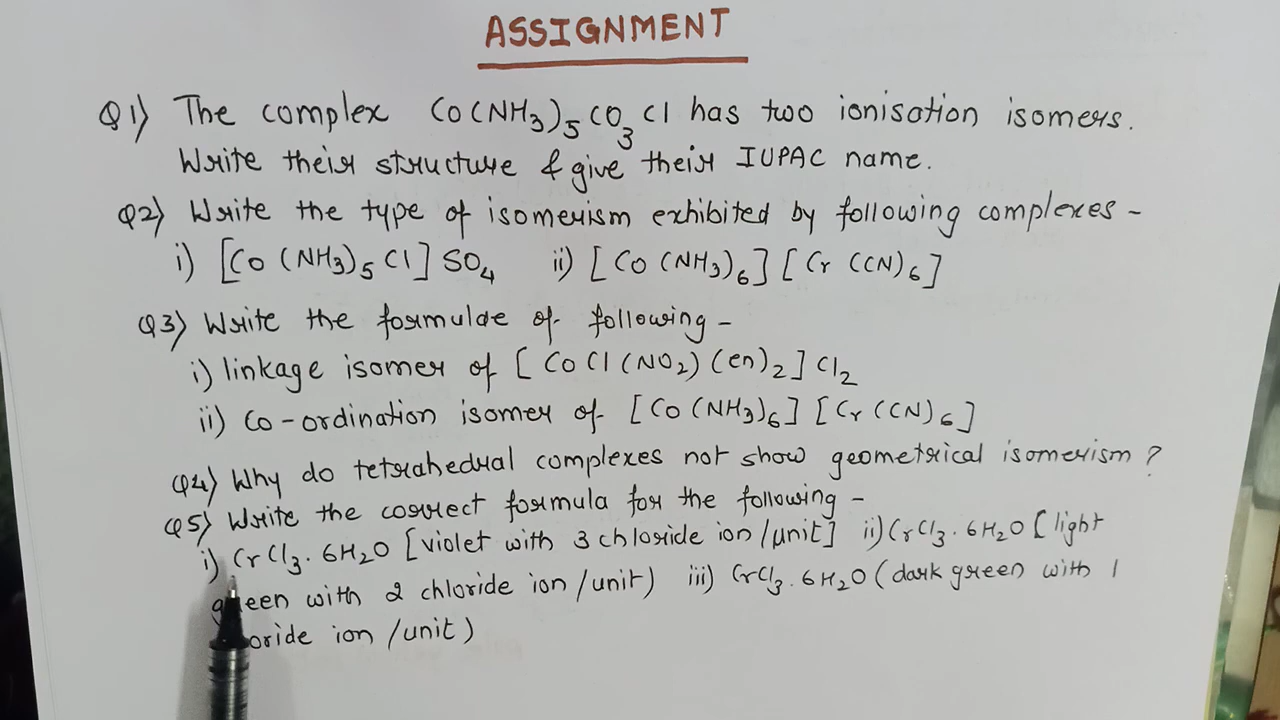 ASSIGNMENT
Q1) The complex Co(NH3)5CO3Cl has two ionisation isomers.
Write their structure & give their IUPAC name.
Q2) Write the type of isomerism exhibited by following complexes -
i) [Co(NH3)5Cl]SO4 ii) [Co(NH3)6][Cr(CN)6]
Q3) Write the formulae of following -
i) linkage isomer of [CoCl(NO2)(en)2]Cl2
ii) Co-ordination isomer of [Co(NH3)6][Cr(CN)6]
Q4) Why do tetrahedral complexes not show geometrical isomerism?
Q5) Write the correct formula for the following -
i) CrCl3.6H2O [violet with 3 chloride ion/unit] ii) CrCl3.6H2O [light
een with 2 chloride ion/unit) iii) CrCl3.6H2O (dark green with 1
oride ion/unit)